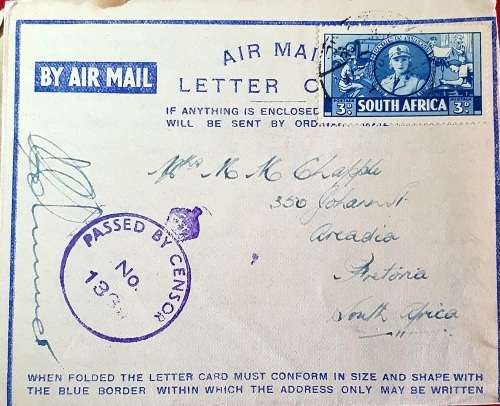 AIR MAI
BY AIR MAIL
LETTER C
IF ANYTHING IS ENCLOSED
WILL BE SENT BY
SOUTH AFRICA
3D. 3D.
M. M. Chapple
350 Johann St
Arcadia
Pretoria
South Africa
PASSED BY CENSOR
No.
WHEN FOLDED THE LETTER CARD MUST CONFORM IN SIZE AND SHAPE WITH
THE BLUE BORDER WITHIN WHICH THE ADDRESS ONLY MAY BE WRITTEN